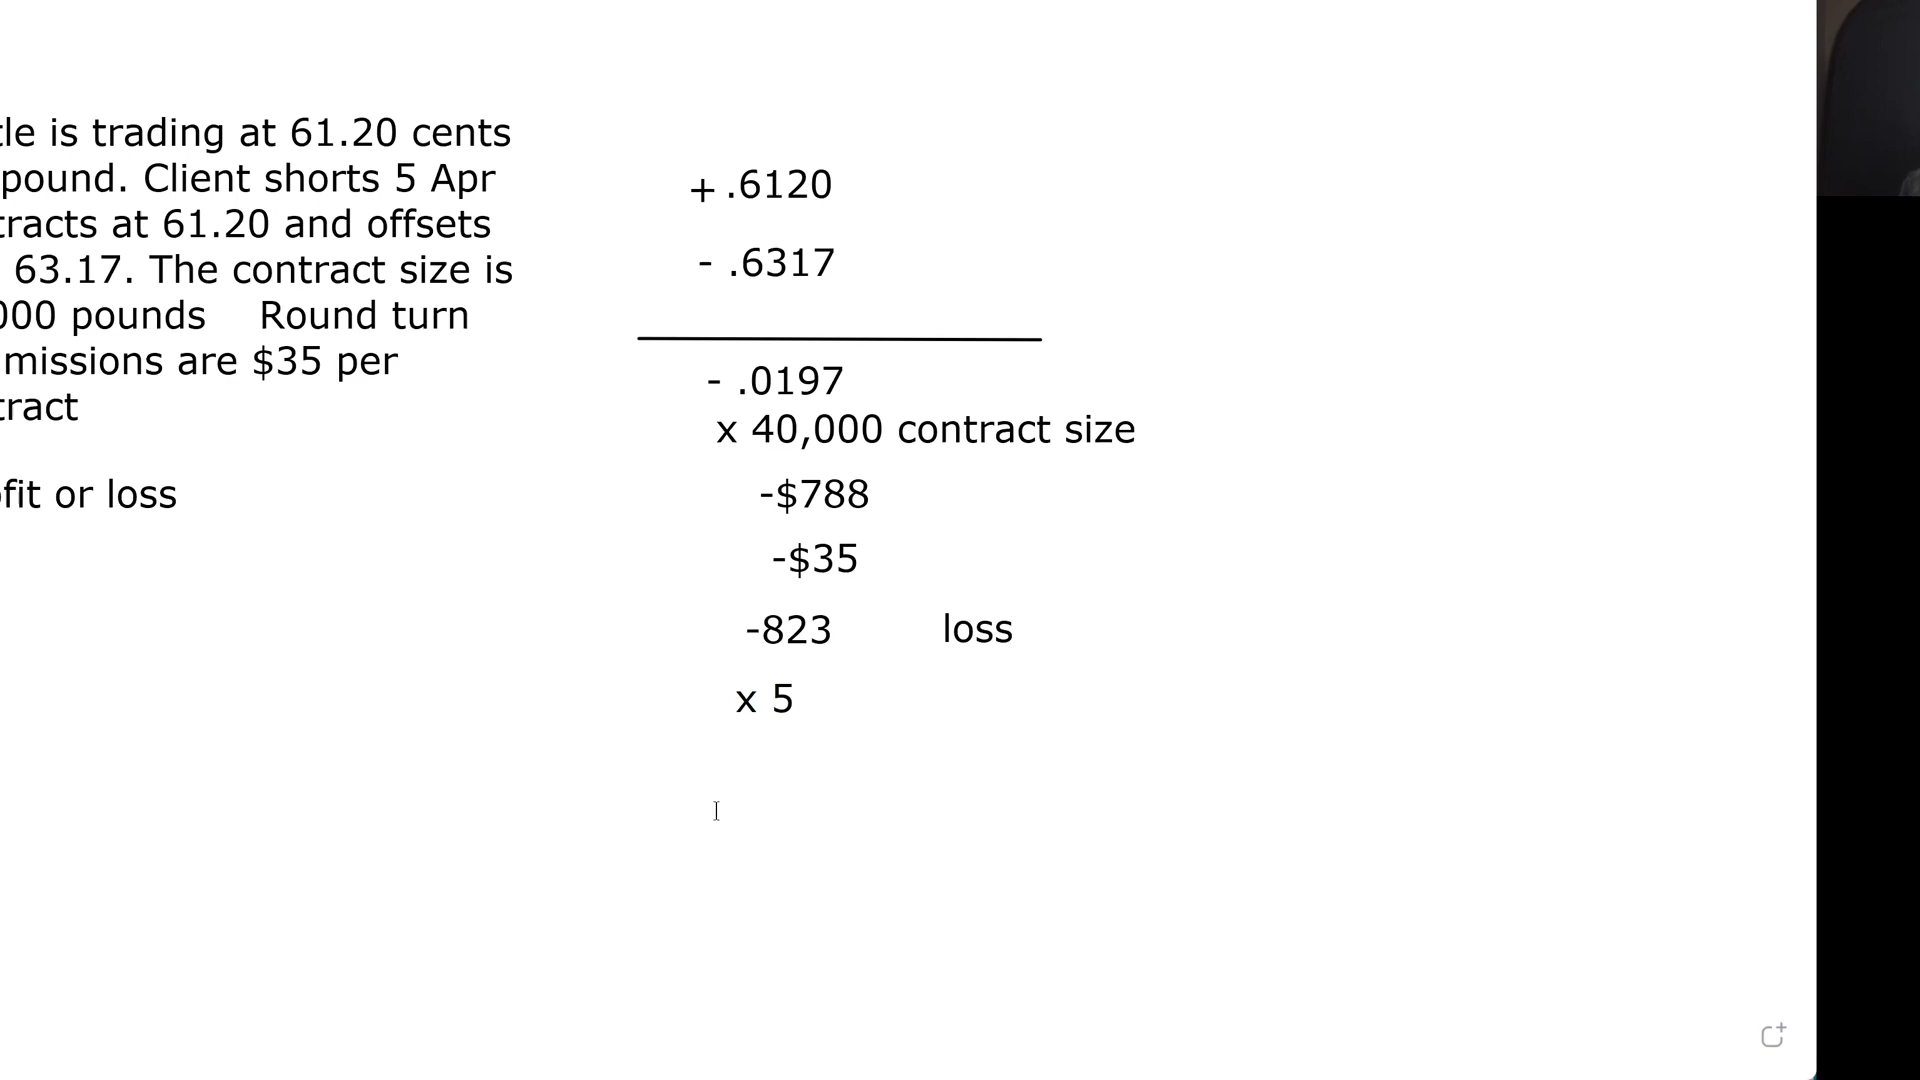 tle is trading at 61.20 cents
pound. Client shorts 5 Apr
tracts at 61.20 and offsets
63.17. The contract size is
000 pounds Round turn
missions are $35 per
tract
fit or loss
+ .6120
- .6317
- .0197
x 40,000 contract size
-$788
-$35
-823 loss
x 5